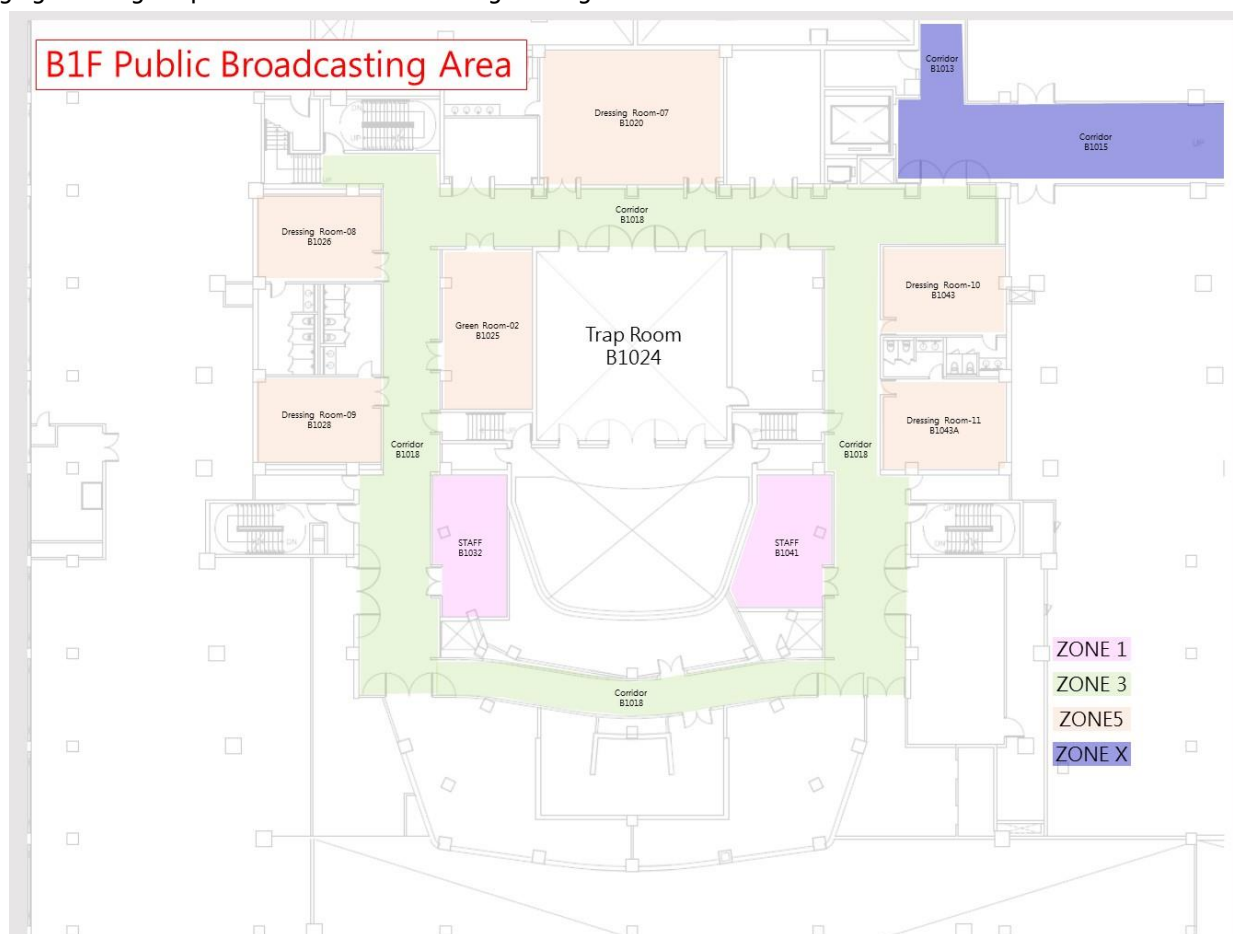 B1F Public Broadcasting Area
Corridor
B1013
Dressing Room-07
B1020
Corridor
B1015
UP
Corridor
B1018
Dressing Room-08
B1026
Dressing Room-10
B1043
Green Room-02
B1025
Trap Room
B1024
Dressing Room-09
B1028
Dressing Room-11
B1043A
Corridor
B1018
Corridor
B1018
STAFF
B1032
STAFF
B1041
ZONE 1
ZONE 3
ZONE5
ZONE X
Corridor
B1018